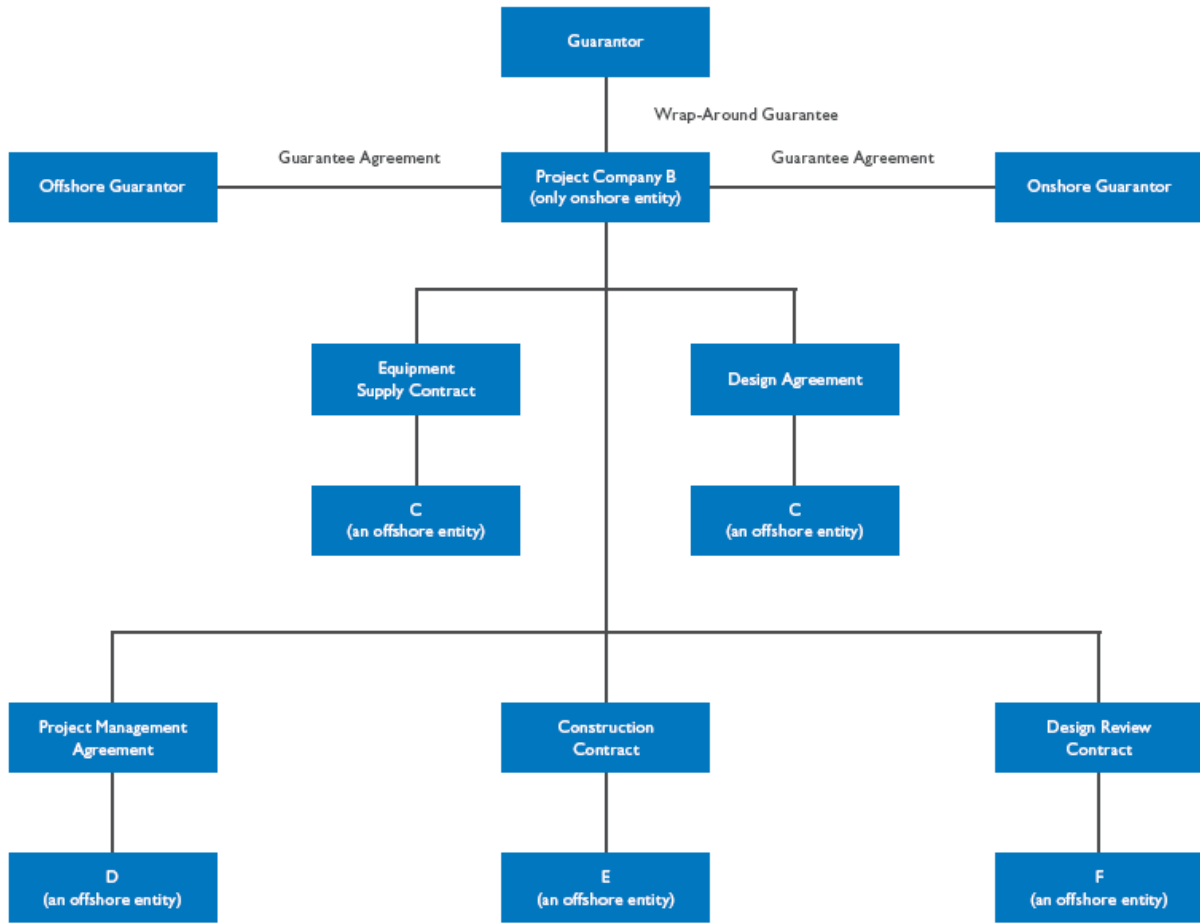 Guarantor
Wrap-Around Guarantee
Guarantee Agreement
Guarantee Agreement
Offshore Guarantor
Project Company B
(only onshore entity)
Onshore Guarantor
Equipment
Supply Contract
Design Agreement
C
(an offshore entity)
C
(an offshore entity)
Project Management
Agreement
Construction
Contract
Design Review
Contract
D
(an offshore entity)
E
(an offshore entity)
F
(an offshore entity)